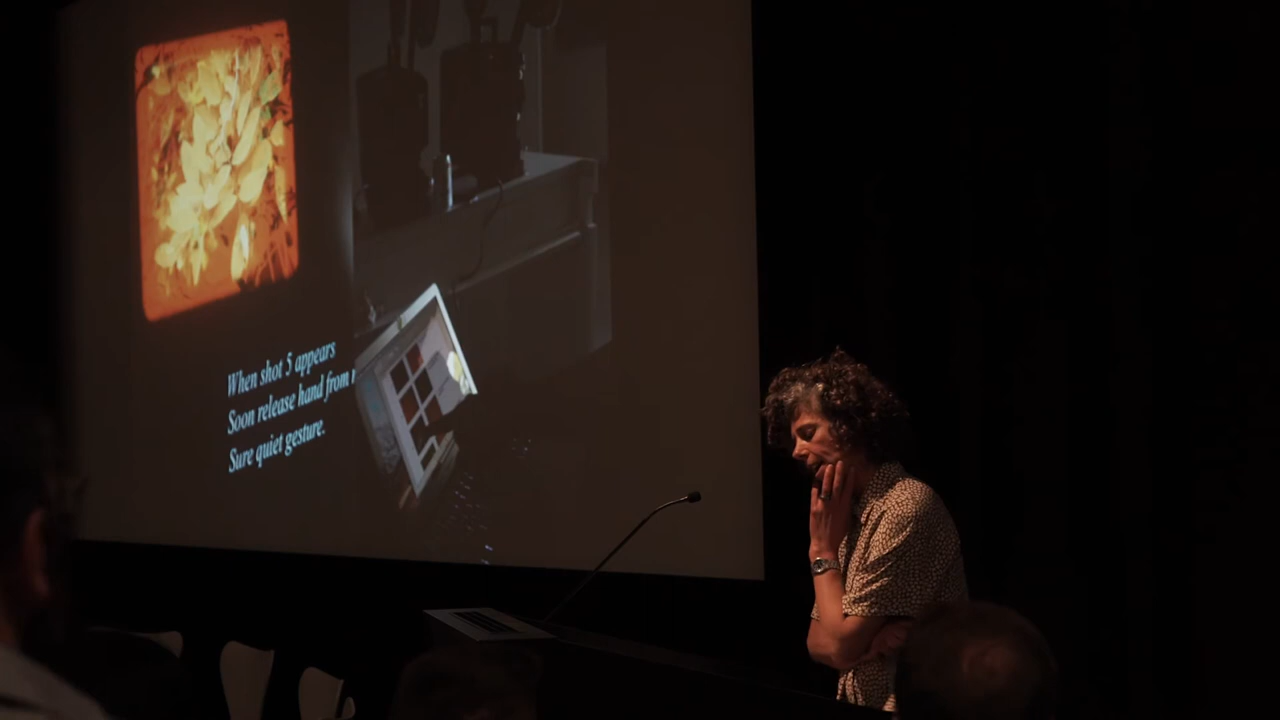 When shot 5 appears
Soon release hand from
Sure quiet gesture.